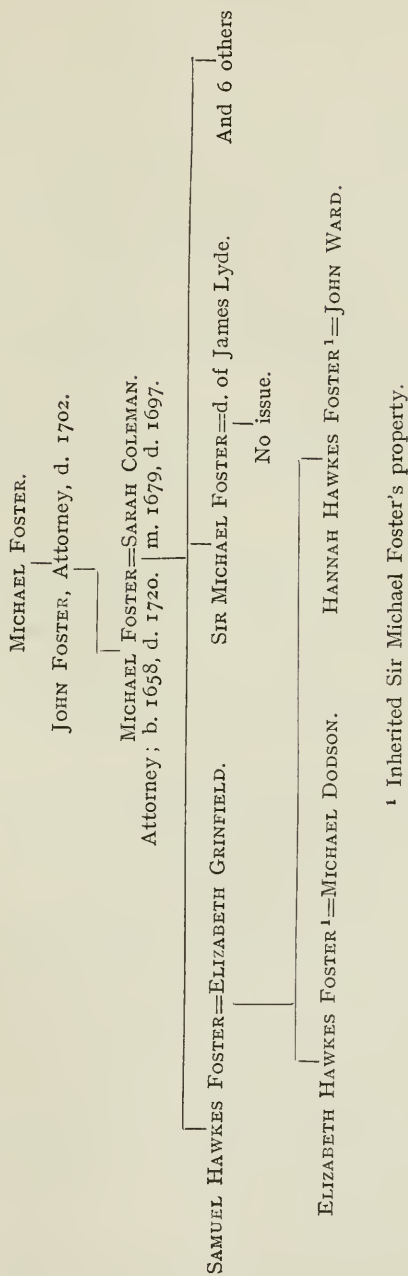 MICHAEL FOSTER.
JOHN FOSTER, Attorney, d. 1702.
MICHAEL FOSTER=SARAH COLEMAN.
Attorney; b. 1658, d. 1720. m. 1679, d. 1697.
SAMUEL HAWKES FOSTER=ELIZABETH GRINFIELD. SIR MICHAEL FOSTER=d. of James Lyde. And 6 others
No issue.
ELIZABETH HAWKES FOSTER¹=MICHAEL DODSON. HANNAH HAWKES FOSTER¹=JOHN WARD.
¹ Inherited Sir Michael Foster's property.